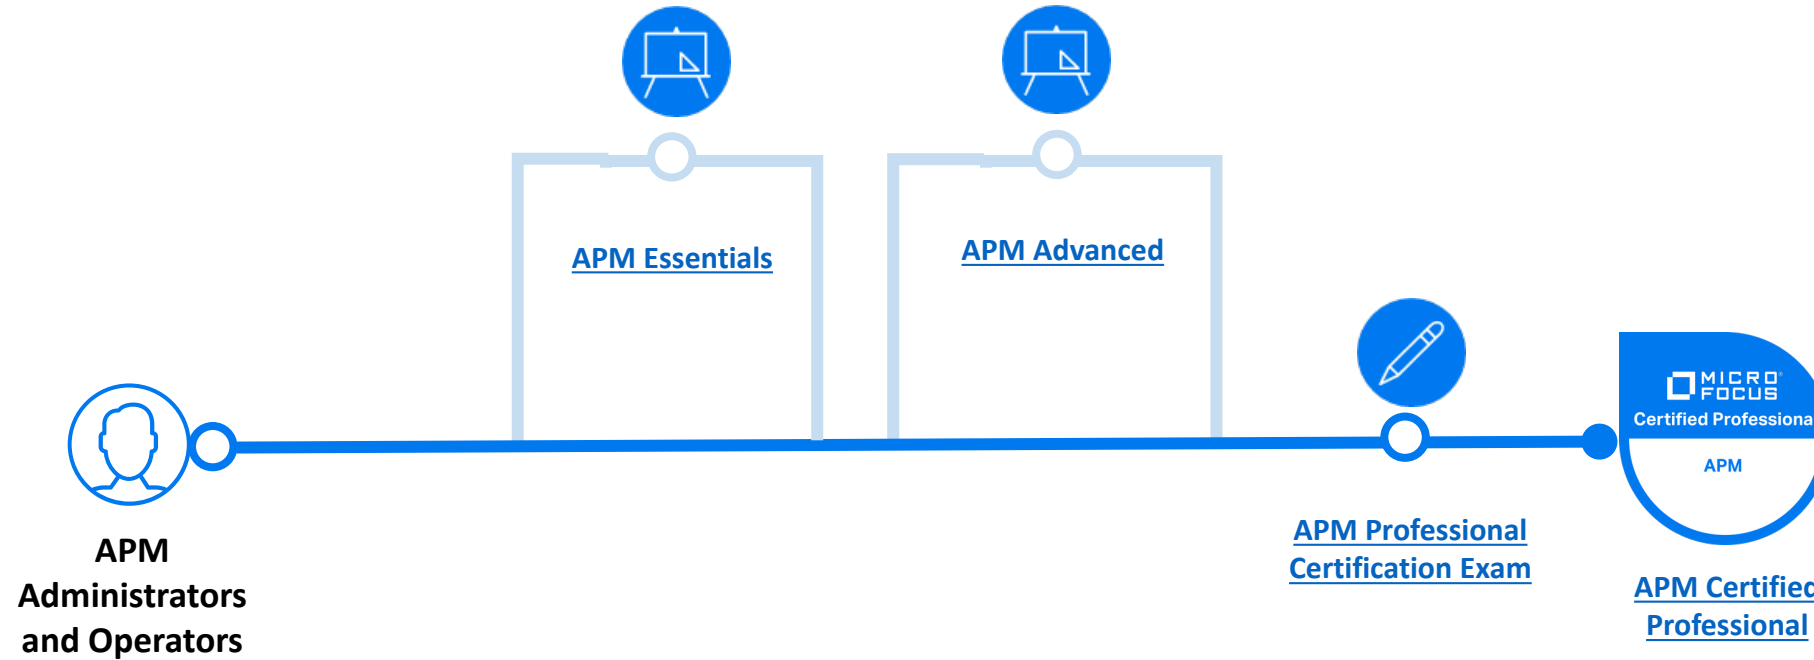 APM Essentials
APM Advanced
MICRO
FOCUS
Certified Professional
APM
APM
Administrators
and Operators
APM Professional
Certification Exam
APM Certified
Professional